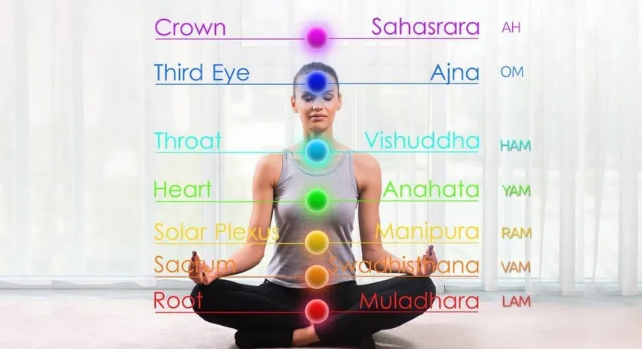 Crown Sahasrara AH
Third Eye Ajna OM
Throat Vishuddha HAM
Heart Anahata YAM
Solar Plexus Manipura RAM
Sacrum Swadhisthana VAM
Root Muladhara LAM